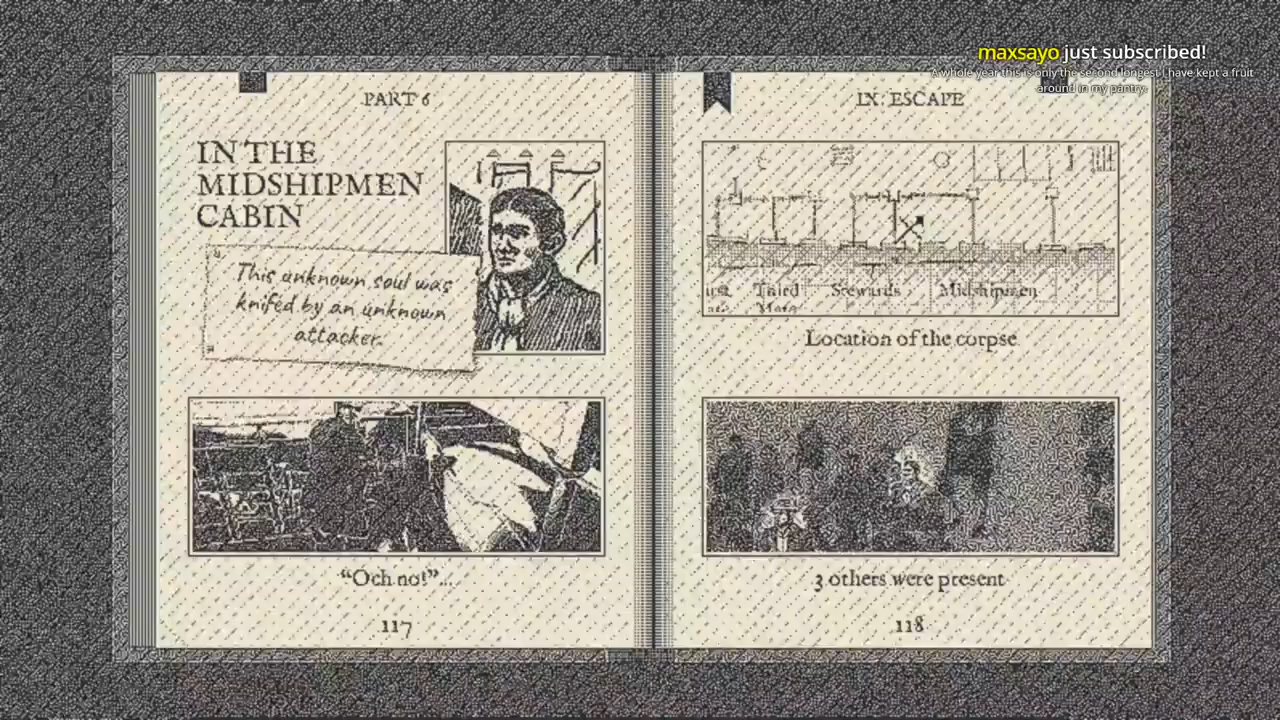 maxsayo just subscribed!
A whole year this is only the second longest I have kept a fruit
around in my pantry.
PART 6
IN THE
MIDSHIPMEN
CABIN
This unknown soul was
knifed by an unknown
attacker.
"Och no!"...
117
IX: ESCAPE
Third Stewards Midshipmen
Mate
Location of the corpse
3 others were present
118